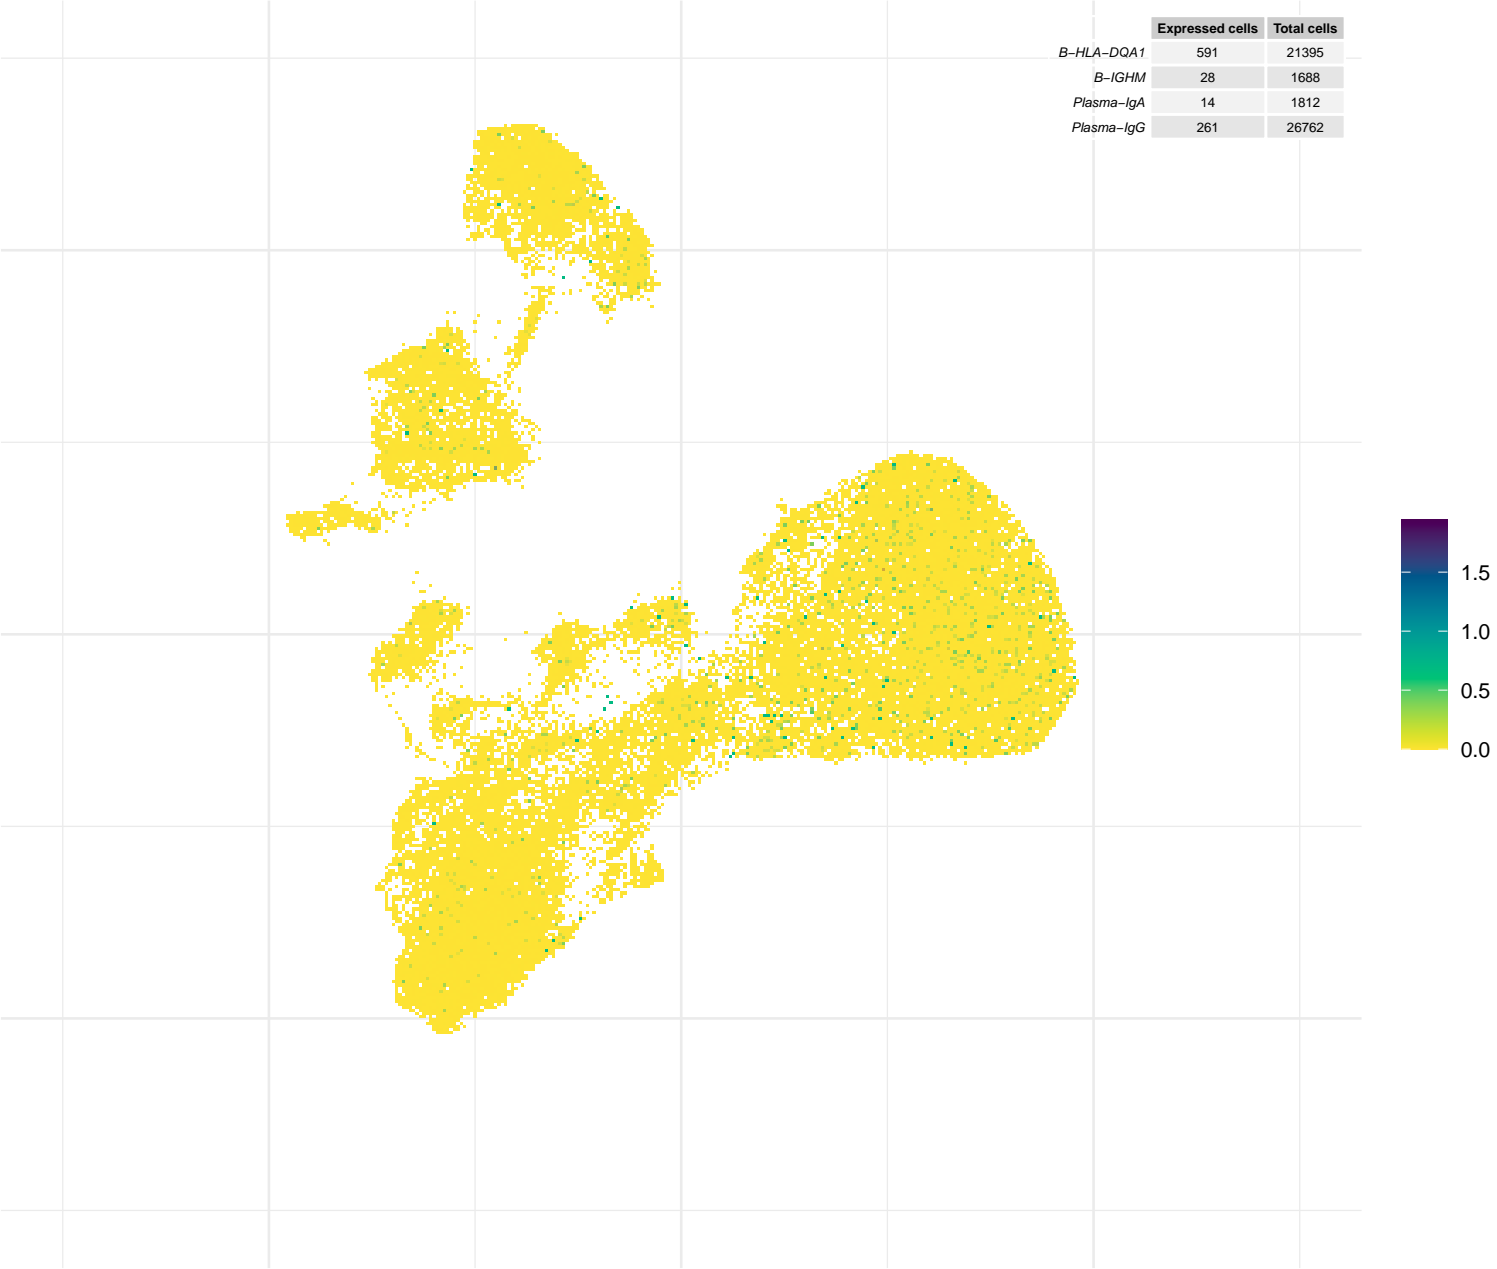 Expressed cells Total cells
B−HLA−DQA1 591 21395
B−IGHM 28 1688
Plasma−IgA 14 1812
Plasma−IgG 261 26762
1.5
1.0
0.5
0.0